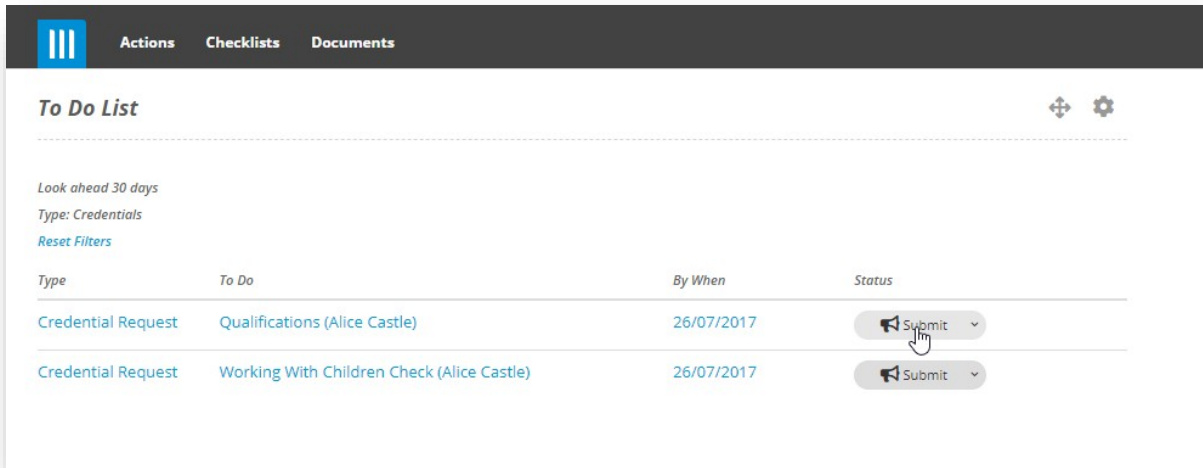 Actions Checklists Documents
To Do List
Look ahead 30 days
Type: Credentials
Reset Filters
Type To Do By When Status
Credential Request Qualifications (Alice Castle) 26/07/2017 Submit
Credential Request Working With Children Check (Alice Castle) 26/07/2017 Submit